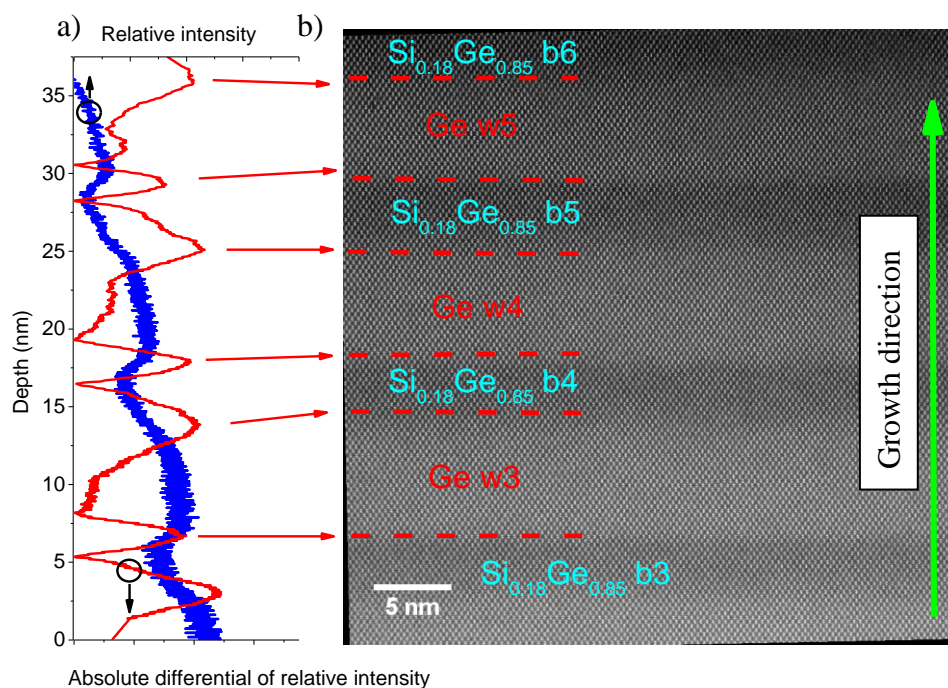 a)
Relative intensity
35
30
25
20
15
10
5
0
Depth (nm)
Absolute differential of relative intensity
b)
Si0.18Ge0.85 b6
Ge w5
Si0.18Ge0.85 b5
Ge w4
Si0.18Ge0.85 b4
Ge w3
Si0.18Ge0.85 b3
5 nm
Growth direction